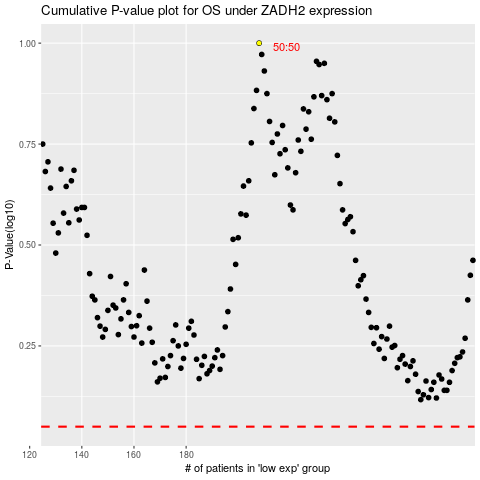 Cumulative P-value plot for OS under ZADH2 expression
P-Value(log10)
1.00
0.75
0.50
0.25
50:50
120 140 160 180
# of patients in 'low exp' group